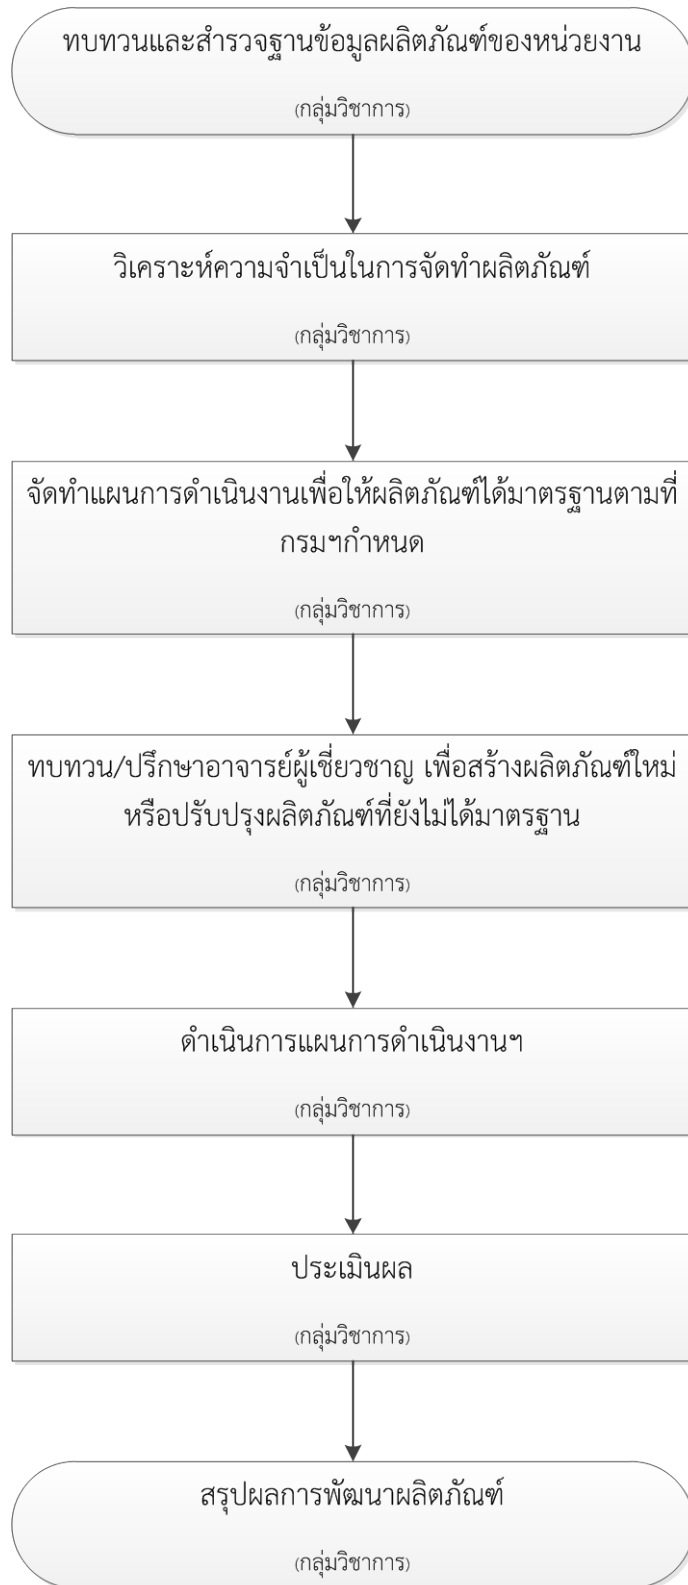 ทบทวนและสำรวจฐานข้อมูลผลิตภัณฑ์ของหน่วยงาน
(กลุ่มวิชาการ)
วิเคราะห์ความจำเป็นในการจัดทำผลิตภัณฑ์
(กลุ่มวิชาการ)
จัดทำแผนการดำเนินงานเพื่อให้ผลิตภัณฑ์ได้มาตรฐานตามที่
กรมฯกำหนด
(กลุ่มวิชาการ)
ทบทวน/ปรึกษาอาจารย์ผู้เชี่ยวชาญ เพื่อสร้างผลิตภัณฑ์ใหม่
หรือปรับปรุงผลิตภัณฑ์ที่ยังไม่ได้มาตรฐาน
(กลุ่มวิชาการ)
ดำเนินการแผนการดำเนินงานฯ
(กลุ่มวิชาการ)
ประเมินผล
(กลุ่มวิชาการ)
สรุปผลการพัฒนาผลิตภัณฑ์
(กลุ่มวิชาการ)